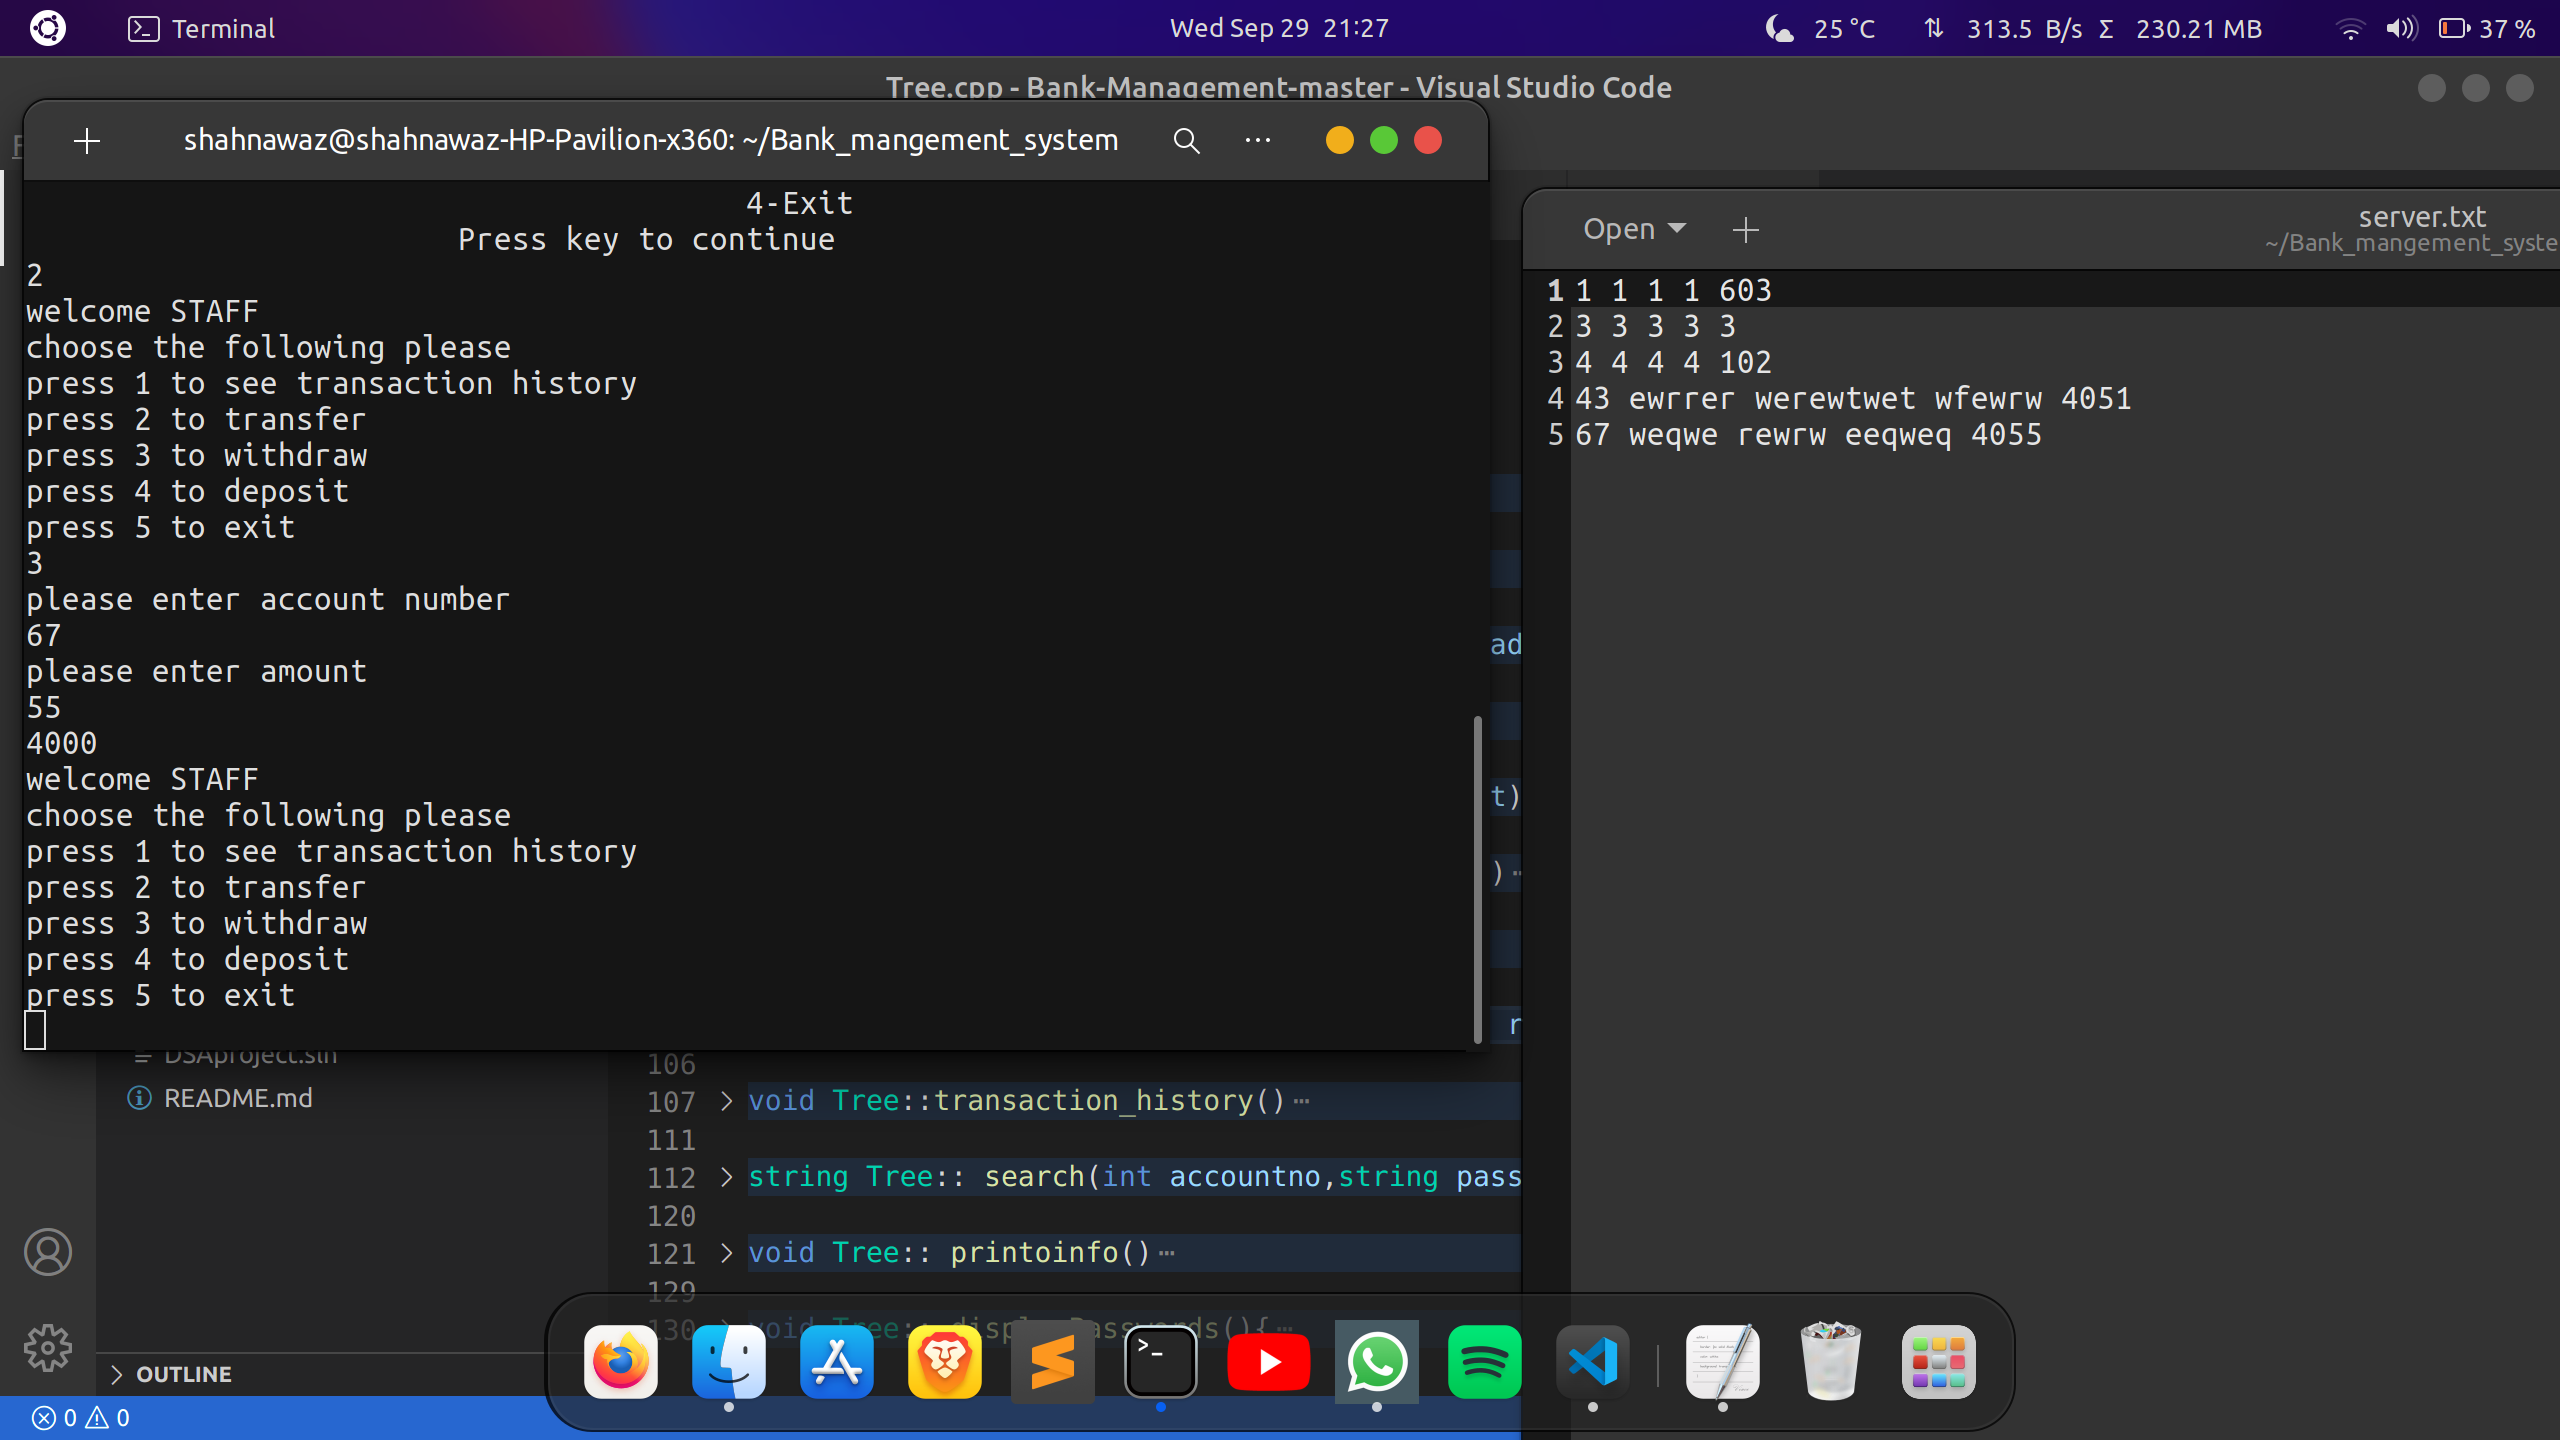 Terminal
Wed Sep 29 21:27
25 °C
313.5 B/s Σ 230.21 MB
37 %
Tree.cpp - Bank-Management-master - Visual Studio Code
shahnawaz@shahnawaz-HP-Pavilion-x360: ~/Bank_mangement_system
4-Exit
Press key to continue
2
welcome STAFF
choose the following please
press 1 to see transaction history
press 2 to transfer
press 3 to withdraw
press 4 to deposit
press 5 to exit
3
please enter account number
67
please enter amount
55
4000
welcome STAFF
choose the following please
press 1 to see transaction history
press 2 to transfer
press 3 to withdraw
press 4 to deposit
press 5 to exit
Open
server.txt
~/Bank_mangement_syste
1 1 1 1 1 603
2 3 3 3 3 3
3 4 4 4 4 102
4 43 ewrrer werewtwet wfewrw 4051
5 67 weqwe rewrw eeqweq 4055
ad
t)
)
r
DSAproject.sln
README.md
106
107 void Tree::transaction_history()⋯
111
112 string Tree:: search(int accountno,string pass
120
121 void Tree:: printoinfo()⋯
129
130 void Tree:: display Passwords(){⋯
OUTLINE
0 0